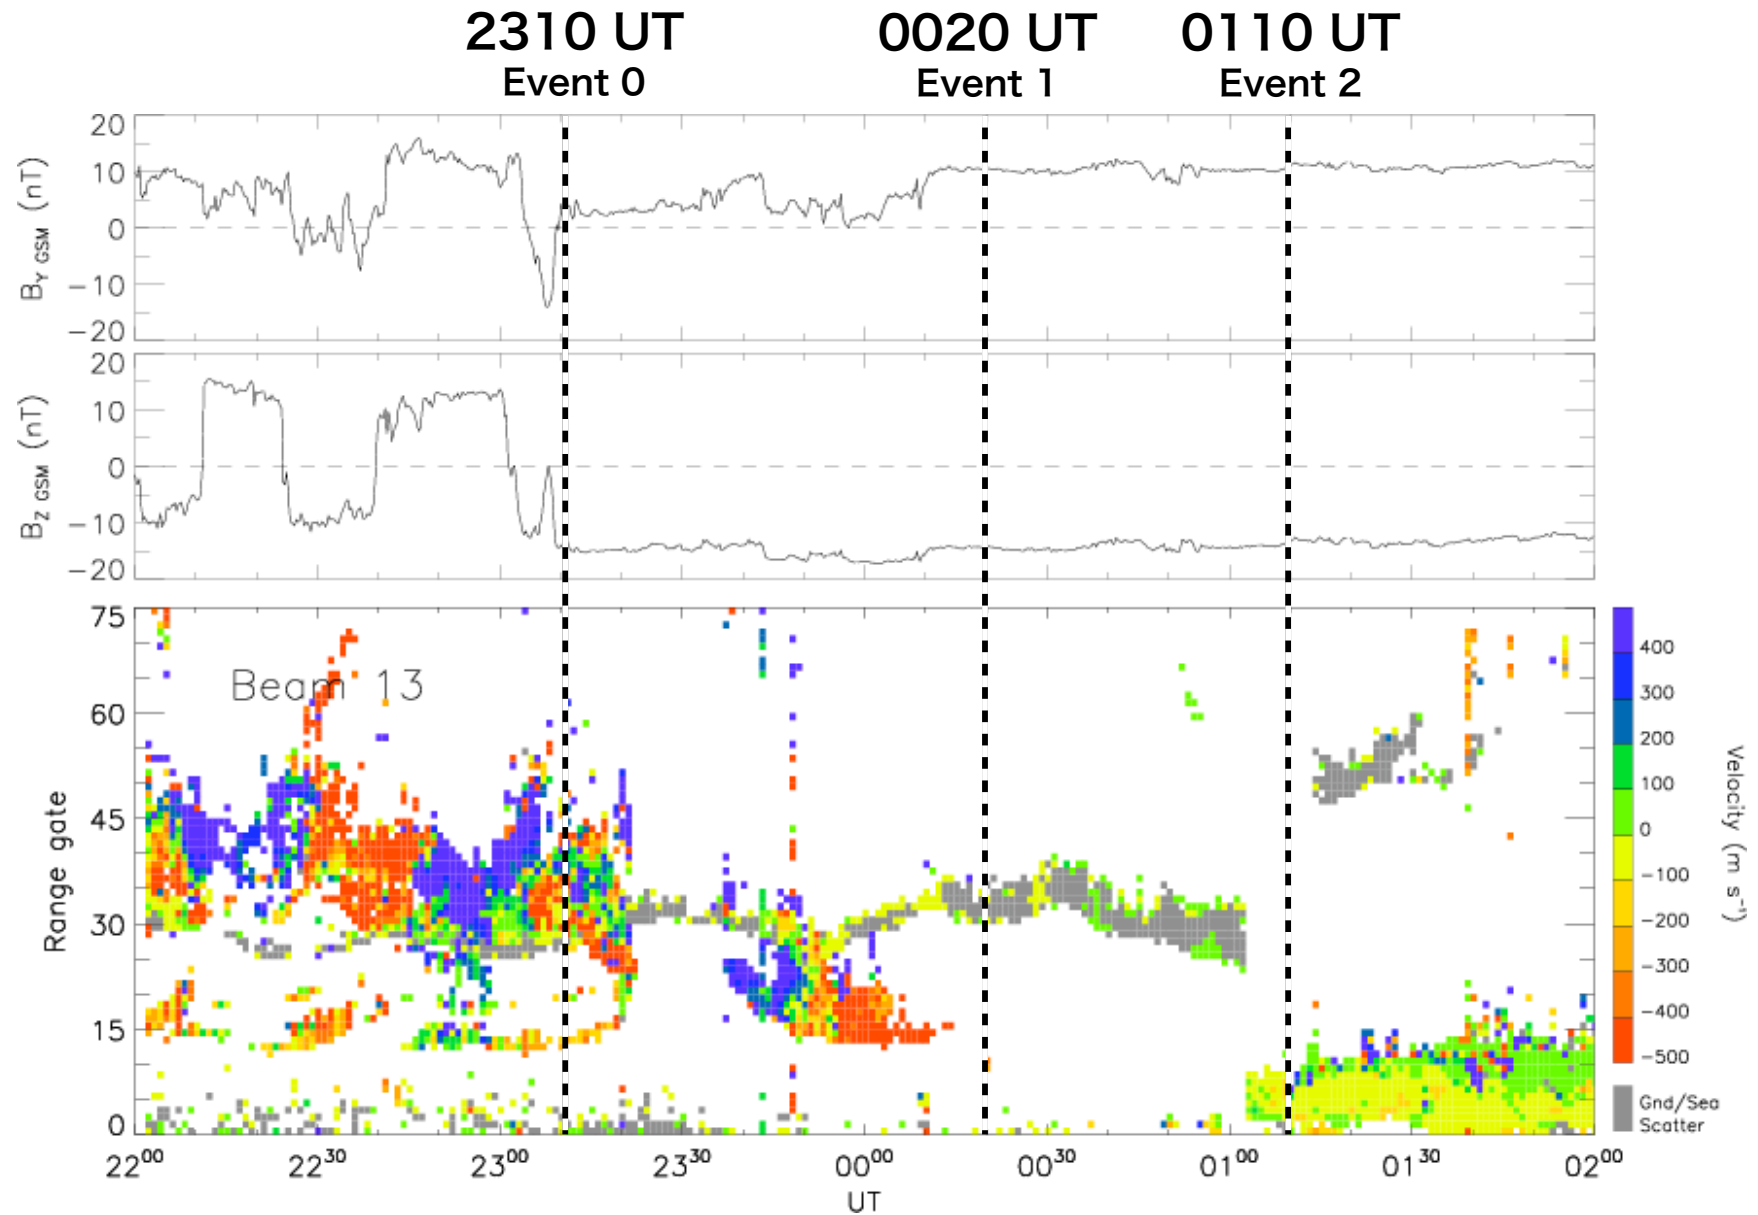 2310 UT 0020 UT 0110 UT
Event 0 Event 1 Event 2
20
10
0
−10
−20
BY GSM (nT)
20
10
0
−10
−20
BZ GSM (nT)
Beam 13
75
60
45
30
15
0
Range gate
22⁰⁰ 22³⁰ 23⁰⁰ 23³⁰ 00⁰⁰ 00³⁰ 01⁰⁰ 01³⁰ 02⁰⁰
UT
400
300
200
100
0
−100
−200
−300
−400
−500
Velocity (m s⁻¹)
Gnd/Sea
Scatter